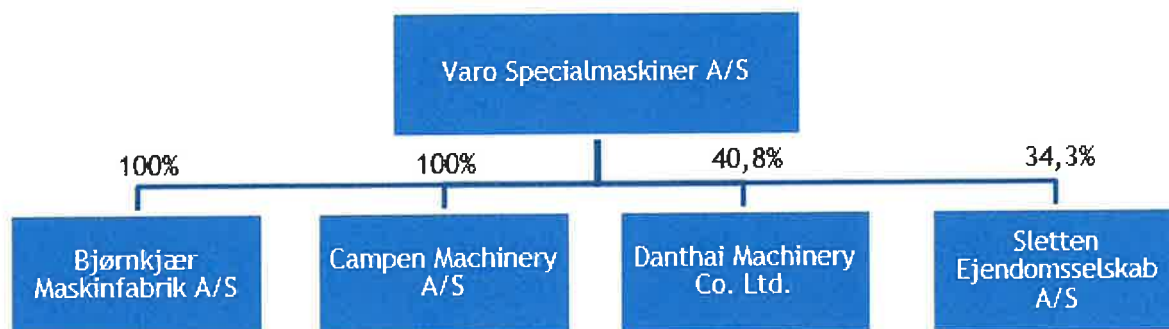 Varo Specialmaskiner A/S
100%
100%
40,8%
34,3%
Bjørnkjær
Maskinfabrik A/S
Campen Machinery
A/S
Danthai Machinery
Co. Ltd.
Sletten
Ejendomsselskab
A/S